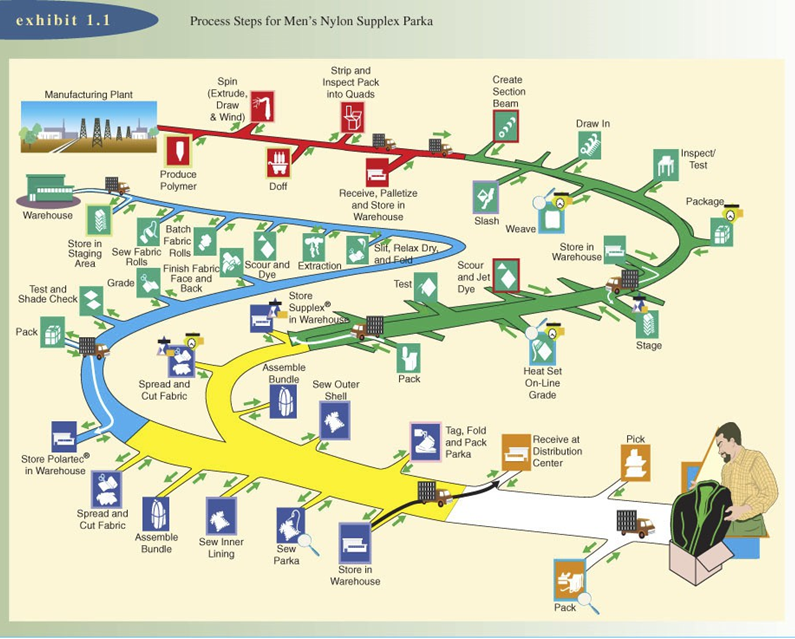 exhibit 1.1
Process Steps for Men's Nylon Supplex Parka
Manufacturing Plant
Spin
(Extrude,
Draw
& Wind)
Strip and
Inspect Pack
into Quads
Create
Section
Beam
Draw In
Inspect/
Test
Produce
Polymer
Doff
Receive, Palletize
and Store in
Warehouse
Slash
Weave
Package
Warehouse
Store in
Staging
Area
Sew Fabric
Rolls
Batch
Fabric
Rolls
Finish Fabric
Face and
Back
Scour and
Dye
Extraction
Slit, Relax Dry,
and Fold
Store in
Warehouse
Test and
Shade Check
Grade
Store
Supplex®
in Warehouse
Test
Scour
and Jet
Dye
Pack
Stage
Spread and
Cut Fabric
Pack
Heat Set
On-Line
Grade
Assemble
Bundle
Sew Outer
Shell
Tag, Fold
and Pack
Parka
Receive at
Distribution
Center
Pick
Store Polartec®
in Warehouse
Spread and
Cut Fabric
Assemble
Bundle
Sew Inner
Lining
Sew
Parka
Store in
Warehouse
Pack